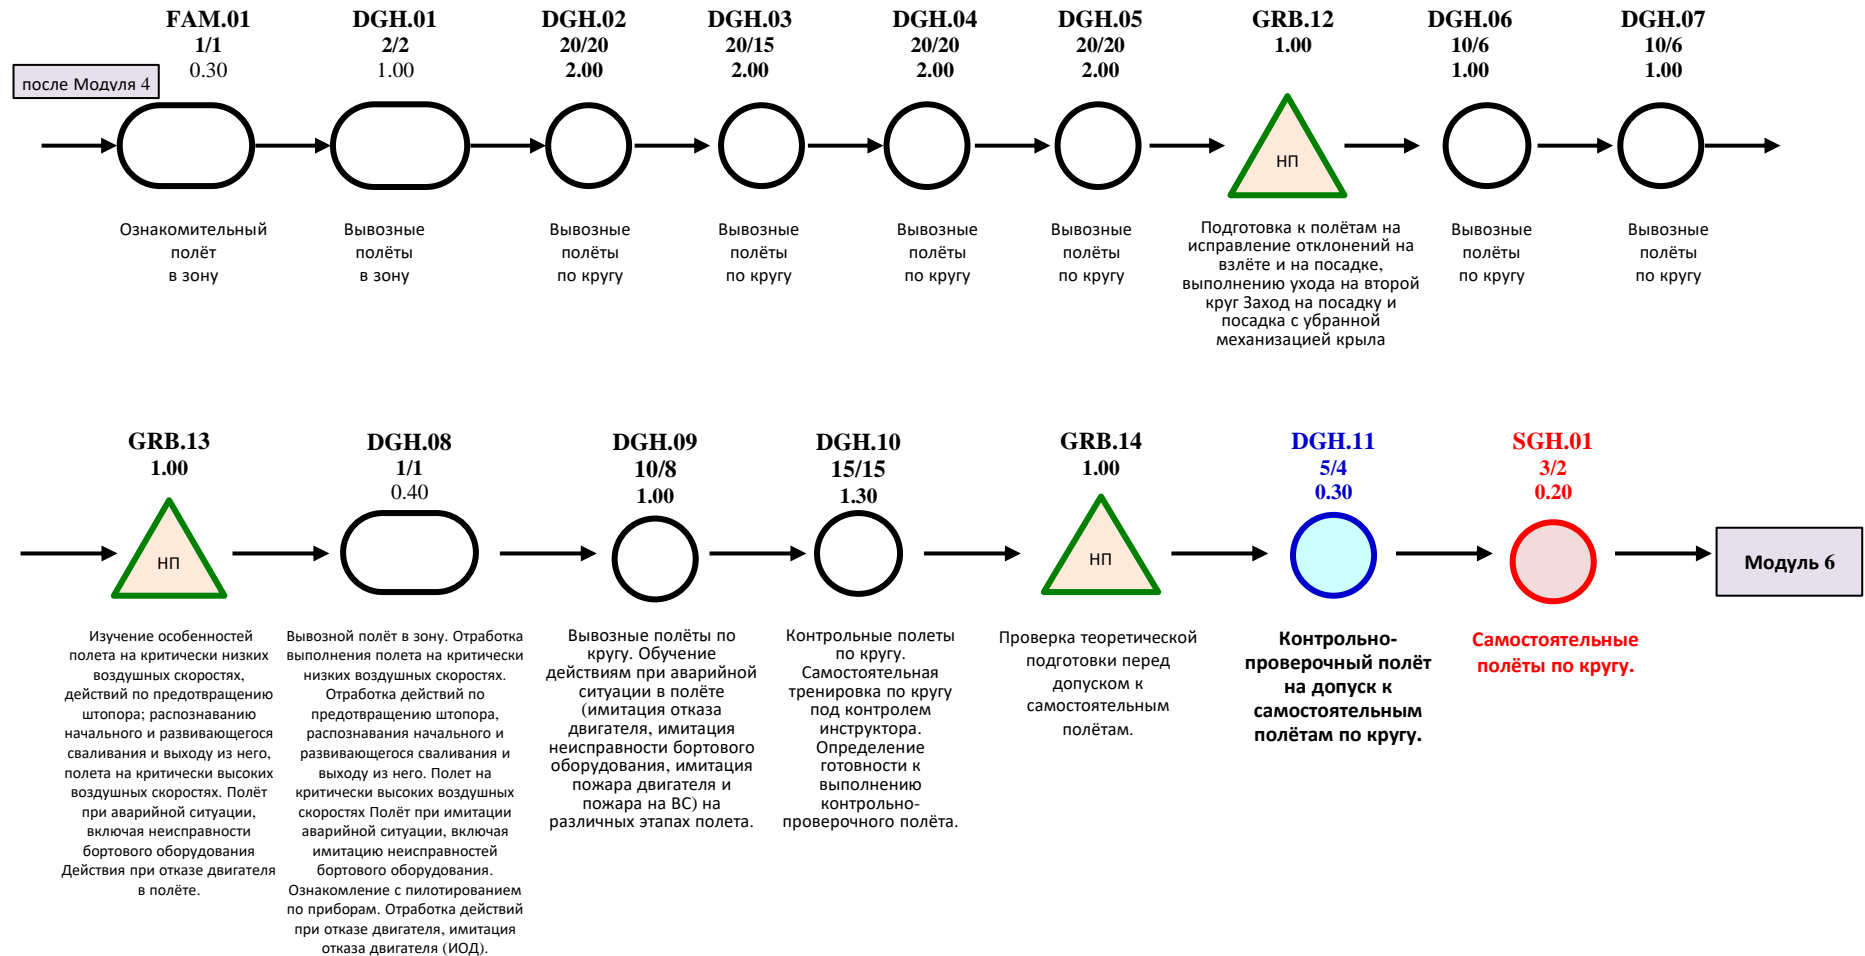 после Модуля 4
FAM.01
1/1
0.30
Ознакомительный
полёт
в зону
DGH.01
2/2
1.00
Вывозные
полёты
в зону
DGH.02
20/20
2.00
Вывозные
полёты
по кругу
DGH.03
20/15
2.00
Вывозные
полёты
по кругу
DGH.04
20/20
2.00
Вывозные
полёты
по кругу
DGH.05
20/20
2.00
Вывозные
полёты
по кругу
GRB.12
1.00
НП
Подготовка к полётам на
исправление отклонений на
взлёте и на посадке,
выполнению ухода на второй
круг Заход на посадку и
посадка с убранной
механизацией крыла
DGH.06
10/6
1.00
Вывозные
полёты
по кругу
DGH.07
10/6
1.00
Вывозные
полёты
по кругу
GRB.13
1.00
НП
Изучение особенностей
полета на критически низких
воздушных скоростях,
действий по предотвращению
штопора; распознаванию
начального и развивающегося
сваливания и выходу из него,
полета на критически высоких
воздушных скоростях. Полёт
при аварийной ситуации,
включая неисправности
бортового оборудования
Действия при отказе двигателя
в полёте.
DGH.08
1/1
0.40
Вывозной полёт в зону. Отработка
выполнения полета на критически
низких воздушных скоростях.
Отработка действий по
предотвращению штопора,
распознавания начального и
развивающегося сваливания и
выходу из него. Полет на
критически высоких воздушных
скоростях Полёт при имитации
аварийной ситуации, включая
имитацию неисправностей
бортового оборудования.
Ознакомление с пилотированием
по приборам. Отработка действий
при отказе двигателя, имитация
отказа двигателя (ИОД).
DGH.09
10/8
1.00
Вывозные полёты по
кругу. Обучение
действиям при аварийной
ситуации в полёте
(имитация отказа
двигателя, имитация
неисправности бортового
оборудования, имитация
пожара двигателя и
пожара на ВС) на
различных этапах полета.
DGH.10
15/15
1.30
Контрольные полеты
по кругу.
Самостоятельная
тренировка по кругу
под контролем
инструктора.
Определение
готовности к
выполнению
контрольно-
проверочного полёта.
GRB.14
1.00
НП
Проверка теоретической
подготовки перед
допуском к
самостоятельным
полётам.
DGH.11
5/4
0.30
Контрольно-
проверочный полёт
на допуск к
самостоятельным
полётам по кругу.
SGH.01
3/2
0.20
Самостоятельные
полёты по кругу.
Модуль 6